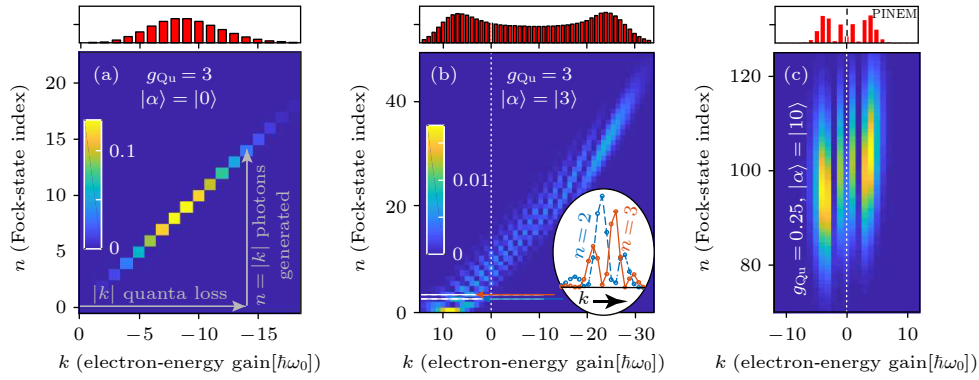 (a)
g_Qu = 3
|α⟩ = |0⟩
0.1
0
n = |k| photons
generated
|k| quanta loss
n (Fock-state index)
20
15
10
5
0
0 −5 −10 −15
k (electron-energy gain[ℏω₀])
(b)
g_Qu = 3
|α⟩ = |3⟩
0.01
0
n = 2
n = 3
k
n (Fock-state index)
40
20
0
10 0 −10 −20 −30
k (electron-energy gain[ℏω₀])
PINEM
(c)
g_Qu = 0.25, |α⟩ = |10⟩
n (Fock-state index)
120
100
80
−10 0 10
k (electron-energy gain[ℏω₀])